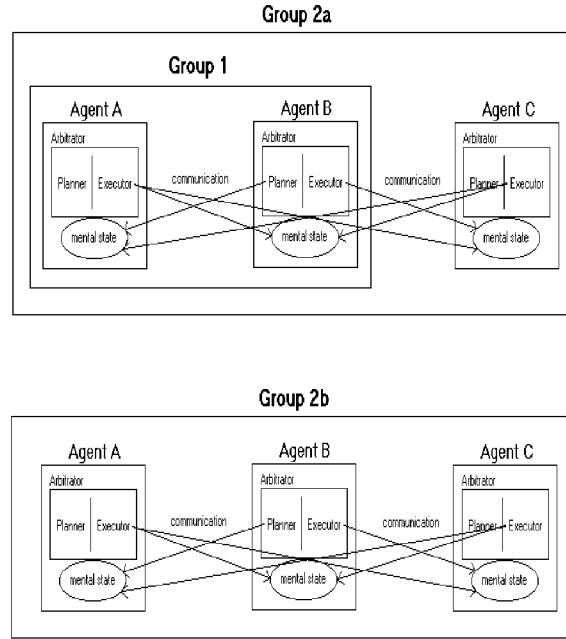 Group 2a
Group 1
Agent A Agent B Agent C
Arbitrator Arbitrator Arbitrator
Planner Executor communication Planner Executor communication Planner Executor
mental state mental state mental state
Group 2b
Agent A Agent B Agent C
Arbitrator Arbitrator Arbitrator
Planner Executor communication Planner Executor communication Planner Executor
mental state mental state mental state